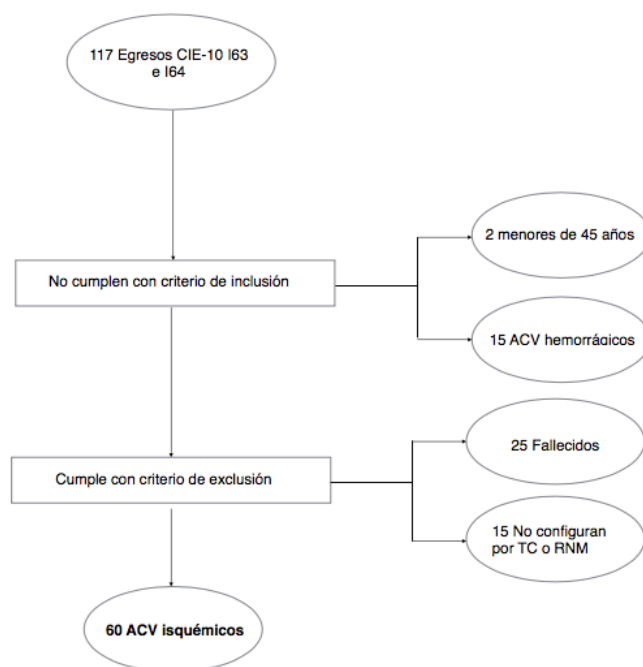 117 Egresos CIE-10 I63
e I64
2 menores de 45 años
No cumplen con criterio de inclusión
15 ACV hemorrágicos
25 Fallecidos
Cumple con criterio de exclusión
15 No configuran
por TC o RNM
60 ACV isquémicos